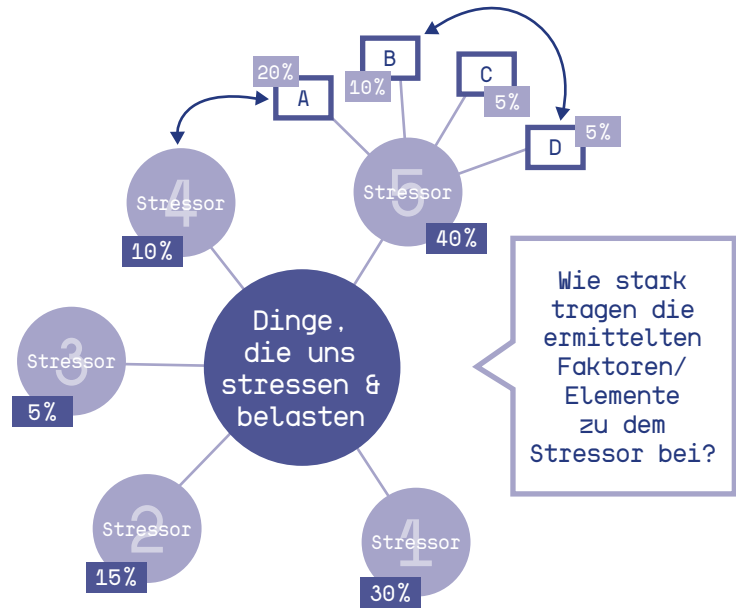 B
20%
C
10%
A
5%
5%
D
4
Stressor
5
Stressor
10%
40%
Dinge,
die uns
stressen &
belasten
Wie stark
tragen die
ermittelten
Faktoren/
Elemente
zu dem
Stressor bei?
3
Stressor
5%
2
Stressor
15%
1
Stressor
30%